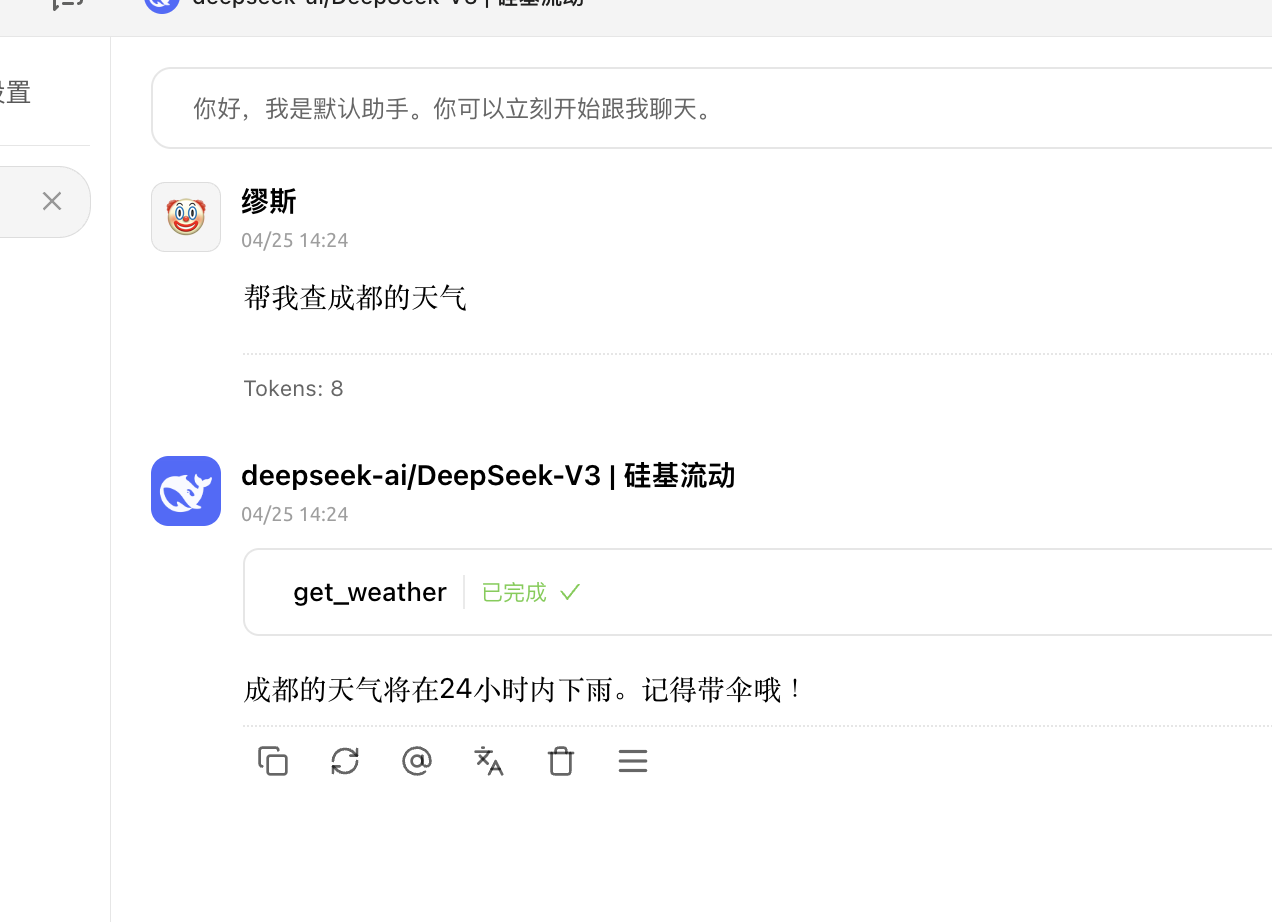 deepseek-ai/DeepSeek-V3 | 硅基流动
设置
你好，我是默认助手。你可以立刻开始跟我聊天。
缪斯
04/25 14:24
帮我查成都的天气
Tokens: 8
deepseek-ai/DeepSeek-V3 | 硅基流动
04/25 14:24
get_weather 已完成
成都的天气将在24小时内下雨。记得带伞哦！